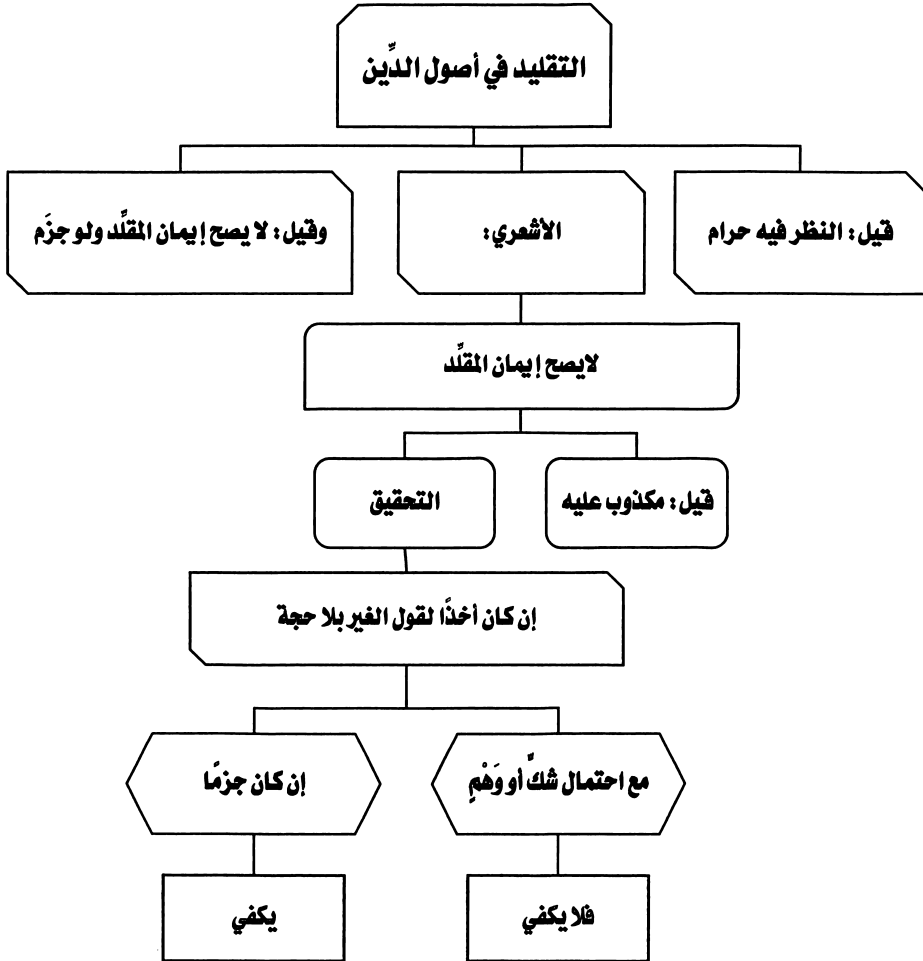 التقليد في أصول الدِّين
قيل: النظر فيه حرام
الأشعري:
وقيل: لا يصح إيمان المقلِّد ولو جزَم
لايصح إيمان المقلِّد
قيل: مكذوب عليه
التحقيق
إن كان أخذًا لقول الغير بلا حجة
مع احتمال شكٍّ أو وَهْمٍ
إن كان جزمًا
فلا يكفي
يكفي